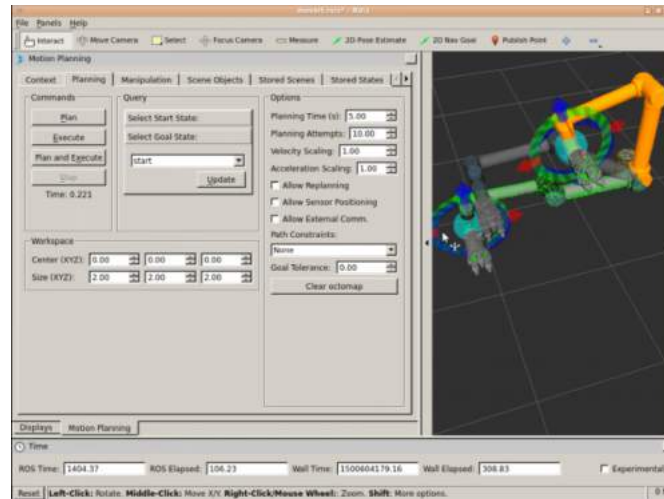 moveit.rviz* - RViz
File Panels Help
Interact Move Camera Select Focus Camera Measure 2D Pose Estimate 2D Nav Goal Publish Point
Motion Planning
Context Planning Manipulation Scene Objects Stored Scenes Stored States
Commands
Plan
Execute
Plan and Execute
Stop
Time: 0.221
Query
Select Start State:
Select Goal State:
start
Update
Options
Planning Time (s): 5.00
Planning Attempts: 10.00
Velocity Scaling: 1.00
Acceleration Scaling: 1.00
Allow Replanning
Allow Sensor Positioning
Allow External Comm.
Path Constraints:
None
Goal Tolerance: 0.00
Clear octomap
Workspace
Center (XYZ): 0.00 0.00 0.00
Size (XYZ): 2.00 2.00 2.00
Displays Motion Planning
Time
ROS Time: 1404.37 ROS Elapsed: 106.23 Wall Time: 1500604179.16 Wall Elapsed: 308.83 Experimental
Reset Left-Click: Rotate. Middle-Click: Move X/Y. Right-Click/Mouse Wheel: Zoom. Shift: More options.